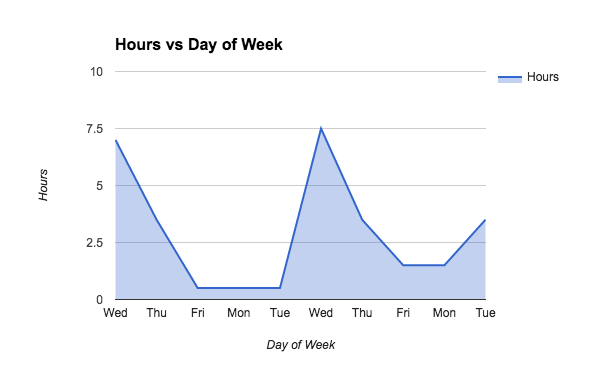 Hours vs Day of Week
10
Hours
7.5
5
2.5
0
Hours
Wed Thu Fri Mon Tue Wed Thu Fri Mon Tue
Day of Week